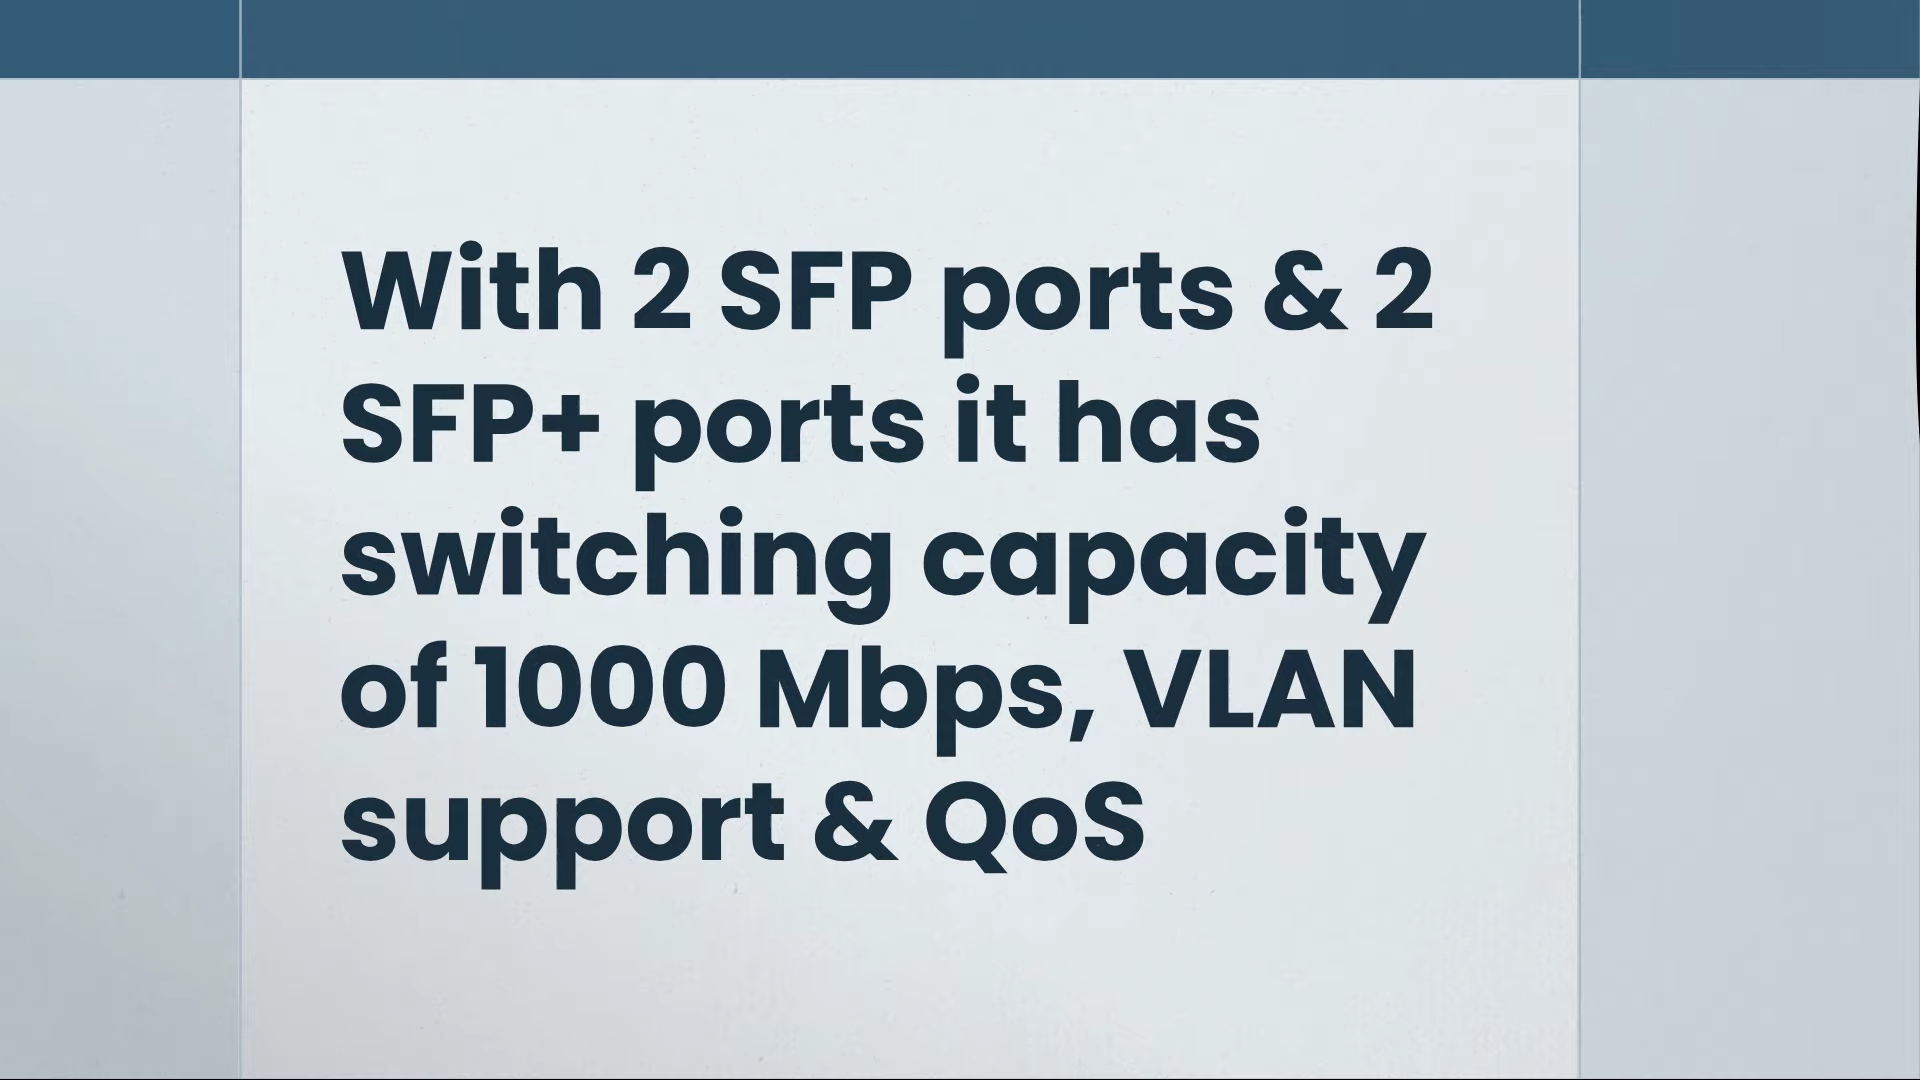 With 2 SFP ports & 2
SFP+ ports it has
switching capacity
of 1000 Mbps, VLAN
support & QoS